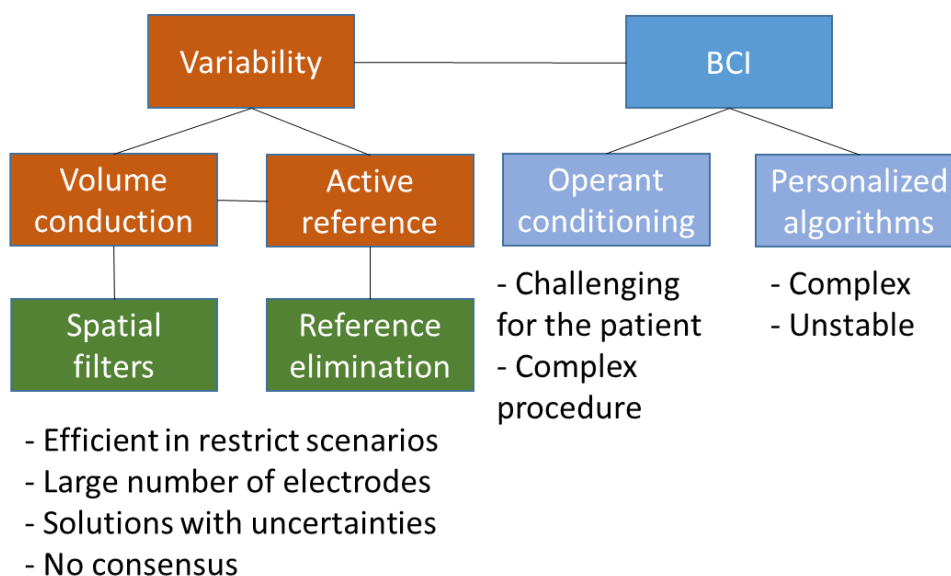 Variability
BCI
Volume
conduction
Active
reference
Operant
conditioning
Personalized
algorithms
Spatial
filters
Reference
elimination
- Challenging
for the patient
- Complex
procedure
- Complex
- Unstable
- Efficient in restrict scenarios
- Large number of electrodes
- Solutions with uncertainties
- No consensus